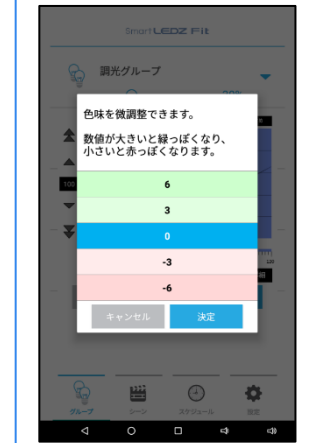 Smart LEDZ Fit
調光グループ
色味を微調整できます。
数値が大きいと緑っぽくなり、
小さいと赤っぽくなります。
100
6
3
0
-3
-6
キャンセル
決定
グループ
シーン
スケジュール
設定